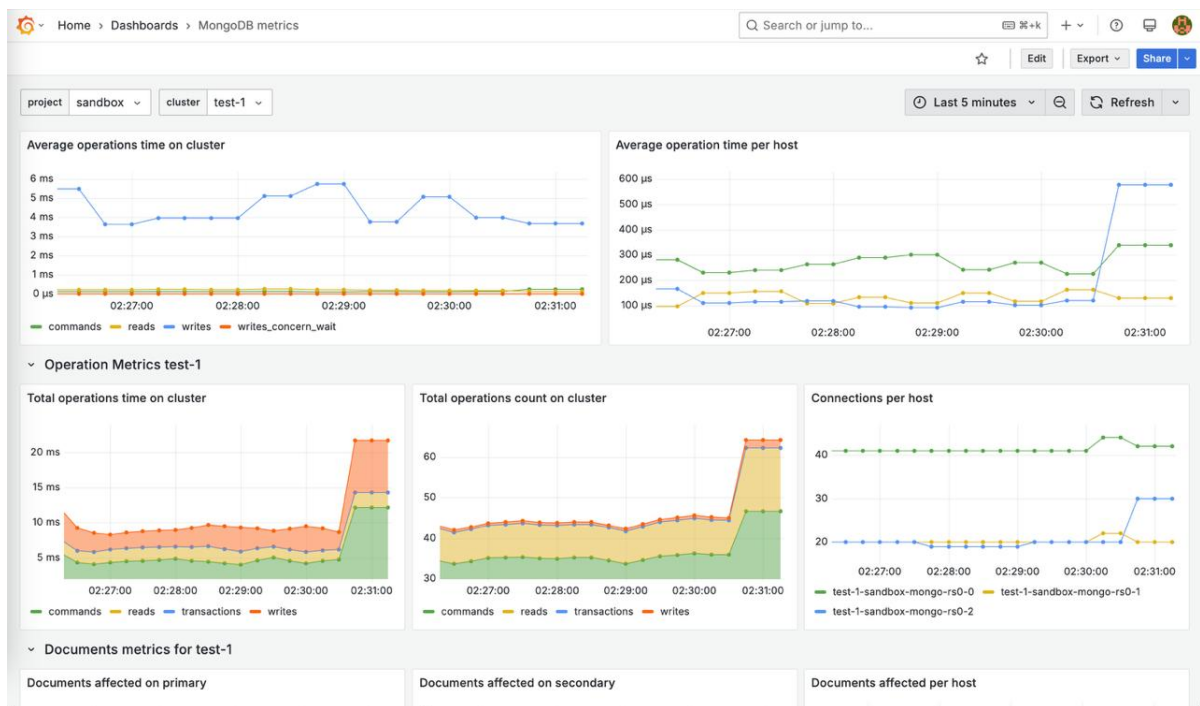 Home › Dashboards › MongoDB metrics
Search or jump to...
⌘+k
Edit
Export
Share
project sandbox
cluster test-1
Last 5 minutes
Refresh
Average operations time on cluster
6 ms
5 ms
4 ms
3 ms
2 ms
1 ms
0 µs
02:27:00 02:28:00 02:29:00 02:30:00 02:31:00
commands reads writes writes_concern_wait
Average operation time per host
600 µs
500 µs
400 µs
300 µs
200 µs
100 µs
02:27:00 02:28:00 02:29:00 02:30:00 02:31:00
Operation Metrics test-1
Total operations time on cluster
20 ms
15 ms
10 ms
5 ms
02:27:00 02:28:00 02:29:00 02:30:00 02:31:00
commands reads transactions writes
Total operations count on cluster
60
50
40
30
02:27:00 02:28:00 02:29:00 02:30:00 02:31:00
commands reads transactions writes
Connections per host
40
30
20
02:27:00 02:28:00 02:29:00 02:30:00 02:31:00
test-1-sandbox-mongo-rs0-0 test-1-sandbox-mongo-rs0-1
test-1-sandbox-mongo-rs0-2
Documents metrics for test-1
Documents affected on primary
Documents affected on secondary
Documents affected per host